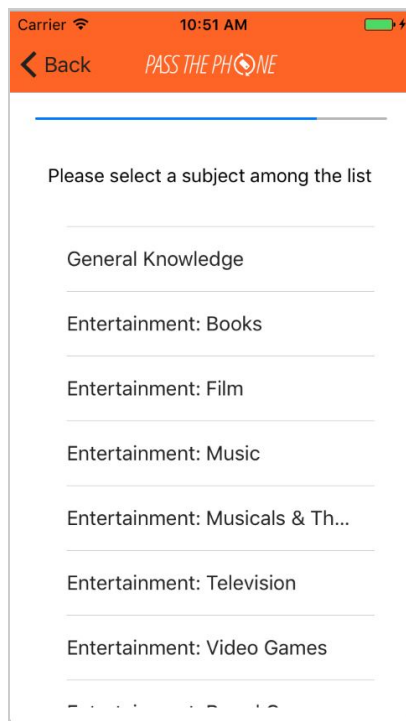 Carrier 10:51 AM
Back PASS THE PHONE
Please select a subject among the list
General Knowledge
Entertainment: Books
Entertainment: Film
Entertainment: Music
Entertainment: Musicals & Th...
Entertainment: Television
Entertainment: Video Games